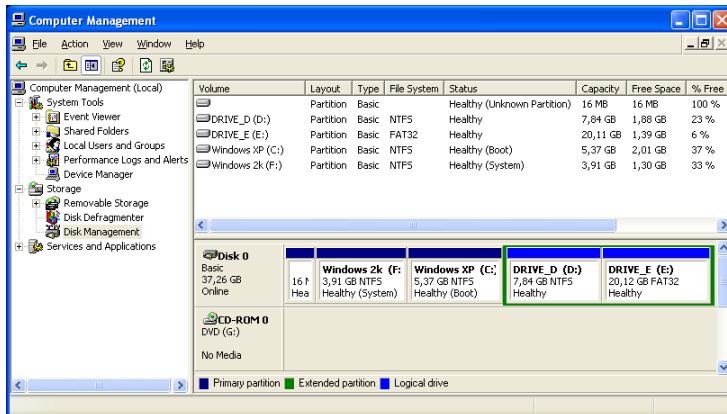 Computer Management
File Action View Window Help
Computer Management (Local)
System Tools
Event Viewer
Shared Folders
Local Users and Groups
Performance Logs and Alerts
Device Manager
Storage
Removable Storage
Disk Defragmenter
Disk Management
Services and Applications
Volume Layout Type File System Status Capacity Free Space % Free
Partition Basic Healthy (Unknown Partition) 16 MB 16 MB 100 %
DRIVE_D (D:) Partition Basic NTFS Healthy 7,84 GB 1,88 GB 23 %
DRIVE_E (E:) Partition Basic FAT32 Healthy 20,11 GB 1,39 GB 6 %
Windows XP (C:) Partition Basic NTFS Healthy (Boot) 5,37 GB 2,01 GB 37 %
Windows 2k (F:) Partition Basic NTFS Healthy (System) 3,91 GB 1,30 GB 33 %
Disk 0
Basic
37,26 GB
Online
16 M
Hea
Windows 2k (F:
3,91 GB NTFS
Healthy (System)
Windows XP (C:)
5,37 GB NTFS
Healthy (Boot)
DRIVE_D (D:)
7,84 GB NTFS
Healthy
DRIVE_E (E:)
20,12 GB FAT32
Healthy
CD-ROM 0
DVD (G:)
No Media
Primary partition Extended partition Logical drive